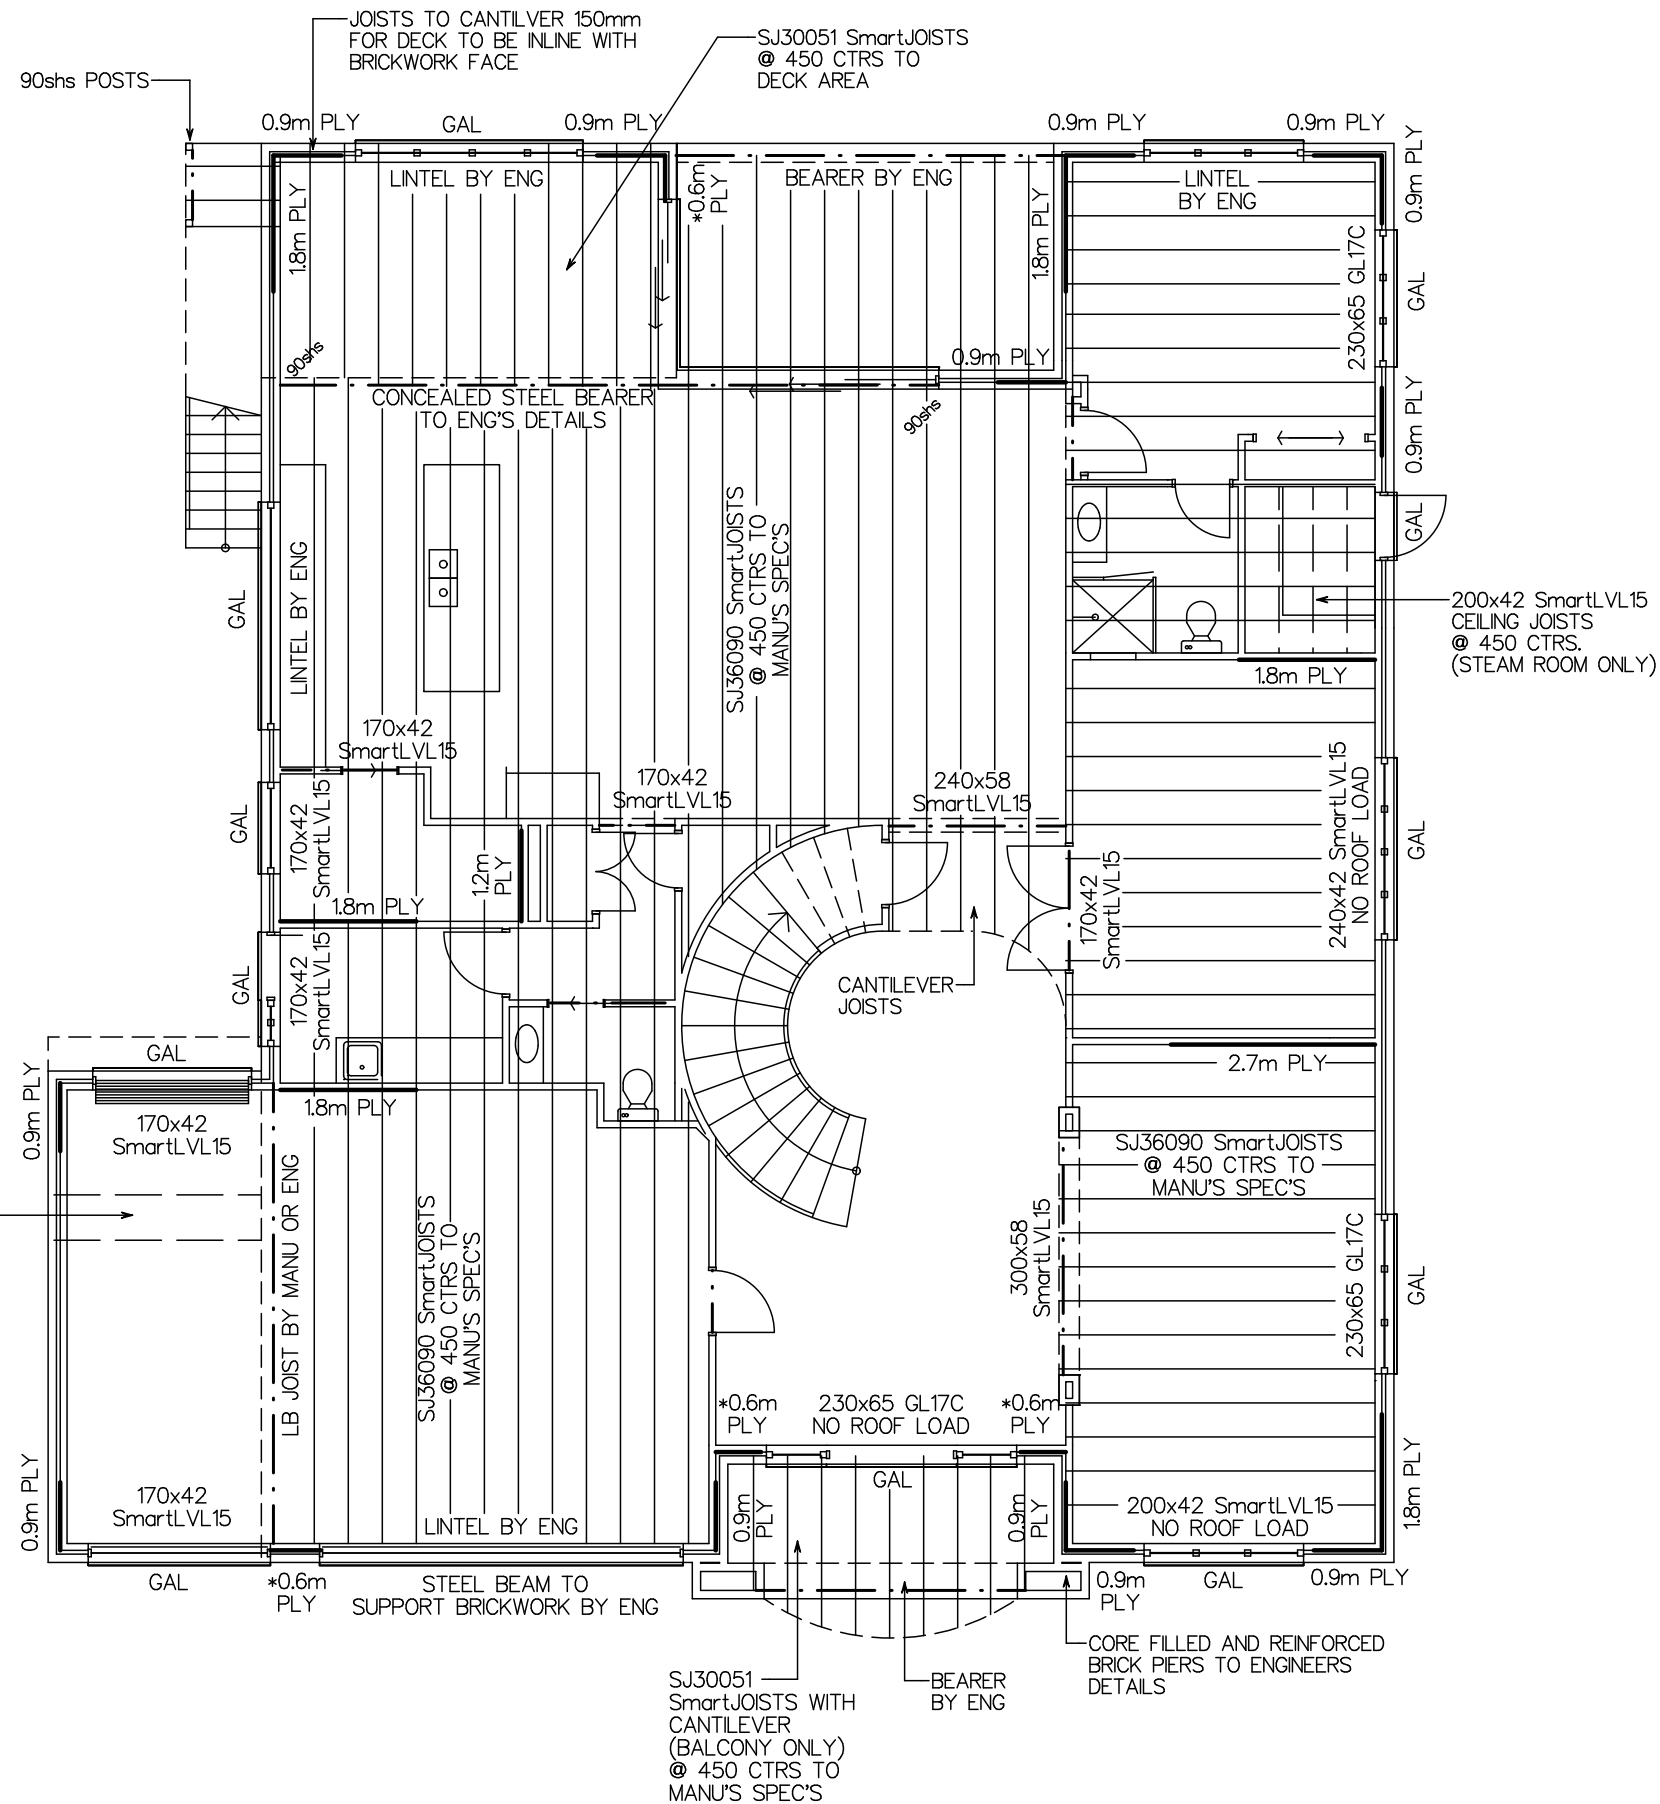 JOISTS TO CANTILVER 150mm
FOR DECK TO BE INLINE WITH
BRICKWORK FACE
SJ30051 SmartJOISTS
@ 450 CTRS TO
DECK AREA
90shs POSTS
0.9m PLY
GAL
0.9m PLY
0.9m PLY
0.9m PLY
0.9m PLY
LINTEL BY ENG
*0.6m
PLY
BEARER BY ENG
LINTEL
BY ENG
1.8m PLY
1.8m PLY
230x65 GL17C
GAL
90shs
0.9m PLY
CONCEALED STEEL BEARER
TO ENG'S DETAILS
90shs
0.9m PLY
GAL
LINTEL BY ENG
GAL
SJ36090 SmartJOISTS
@ 450 CTRS TO
MANU'S SPEC'S
200x42 SmartLVL15
CEILING JOISTS
@ 450 CTRS.
(STEAM ROOM ONLY)
1.8m PLY
170x42
SmartLVL15
170x42
SmartLVL15
240x58
SmartLVL15
GAL
170x42
SmartLVL15
1.2m
PLY
1.8m PLY
170x42
SmartLVL15
240x42 SmartLVL15
NO ROOF LOAD
GAL
GAL
170x42
SmartLVL15
CANTILEVER
JOISTS
GAL
0.9m PLY
2.7m PLY
170x42
SmartLVL15
1.8m PLY
SJ36090 SmartJOISTS
@ 450 CTRS TO
MANU'S SPEC'S
LB JOIST BY MANU OR ENG
SJ36090 SmartJOISTS
@ 450 CTRS TO
MANU'S SPEC'S
300x58
SmartLVL15
230x65 GL17C
GAL
*0.6m
PLY
230x65 GL17C
NO ROOF LOAD
*0.6m
PLY
GAL
0.9m PLY
170x42
SmartLVL15
LINTEL BY ENG
0.9m
PLY
0.9m
PLY
200x42 SmartLVL15
NO ROOF LOAD
1.8m PLY
GAL
*0.6m
PLY
STEEL BEAM TO
SUPPORT BRICKWORK BY ENG
0.9m
PLY
GAL
0.9m PLY
CORE FILLED AND REINFORCED
BRICK PIERS TO ENGINEERS
DETAILS
SJ30051
SmartJOISTS WITH
CANTILEVER
(BALCONY ONLY)
@ 450 CTRS TO
MANU'S SPEC'S
BEARER
BY ENG